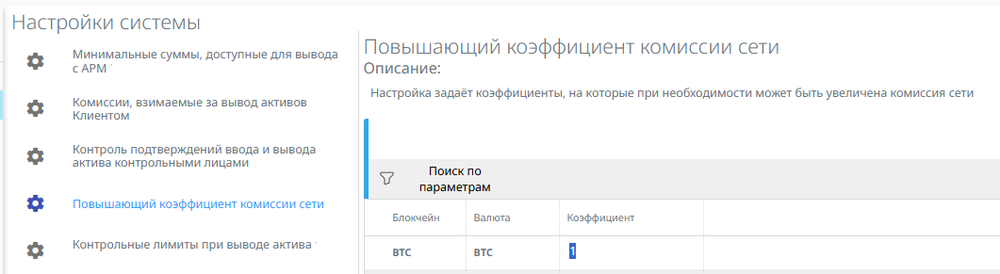 Настройки системы
Минимальные суммы, доступные для вывода
с АРМ
Комиссии, взимаемые за вывод активов
Клиентом
Контроль подтверждений ввода и вывода
актива контрольными лицами
Повышающий коэффициент комиссии сети
Контрольные лимиты при выводе актива
Повышающий коэффициент комиссии сети
Описание:
Настройка задаёт коэффициенты, на которые при необходимости может быть увеличена комиссия сети
Поиск по
параметрам
Блокчейн Валюта Коэффициент
BTC BTC 1